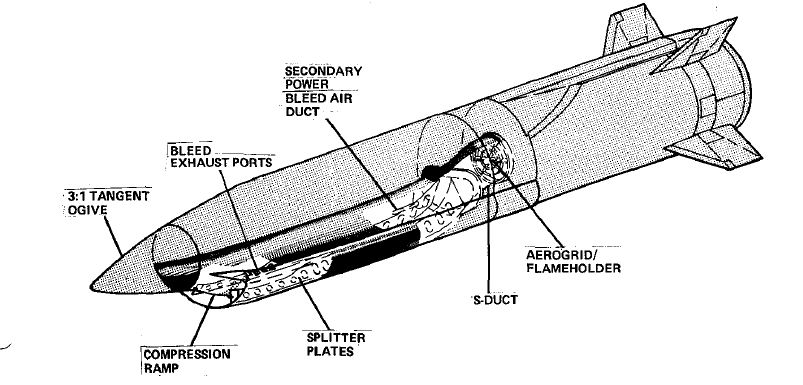 SECONDARY
POWER
BLEED AIR
DUCT
BLEED
EXHAUST PORTS
3:1 TANGENT
OGIVE
AEROGRID/
FLAMEHOLDER
S-DUCT
SPLITTER
PLATES
COMPRESSION
RAMP